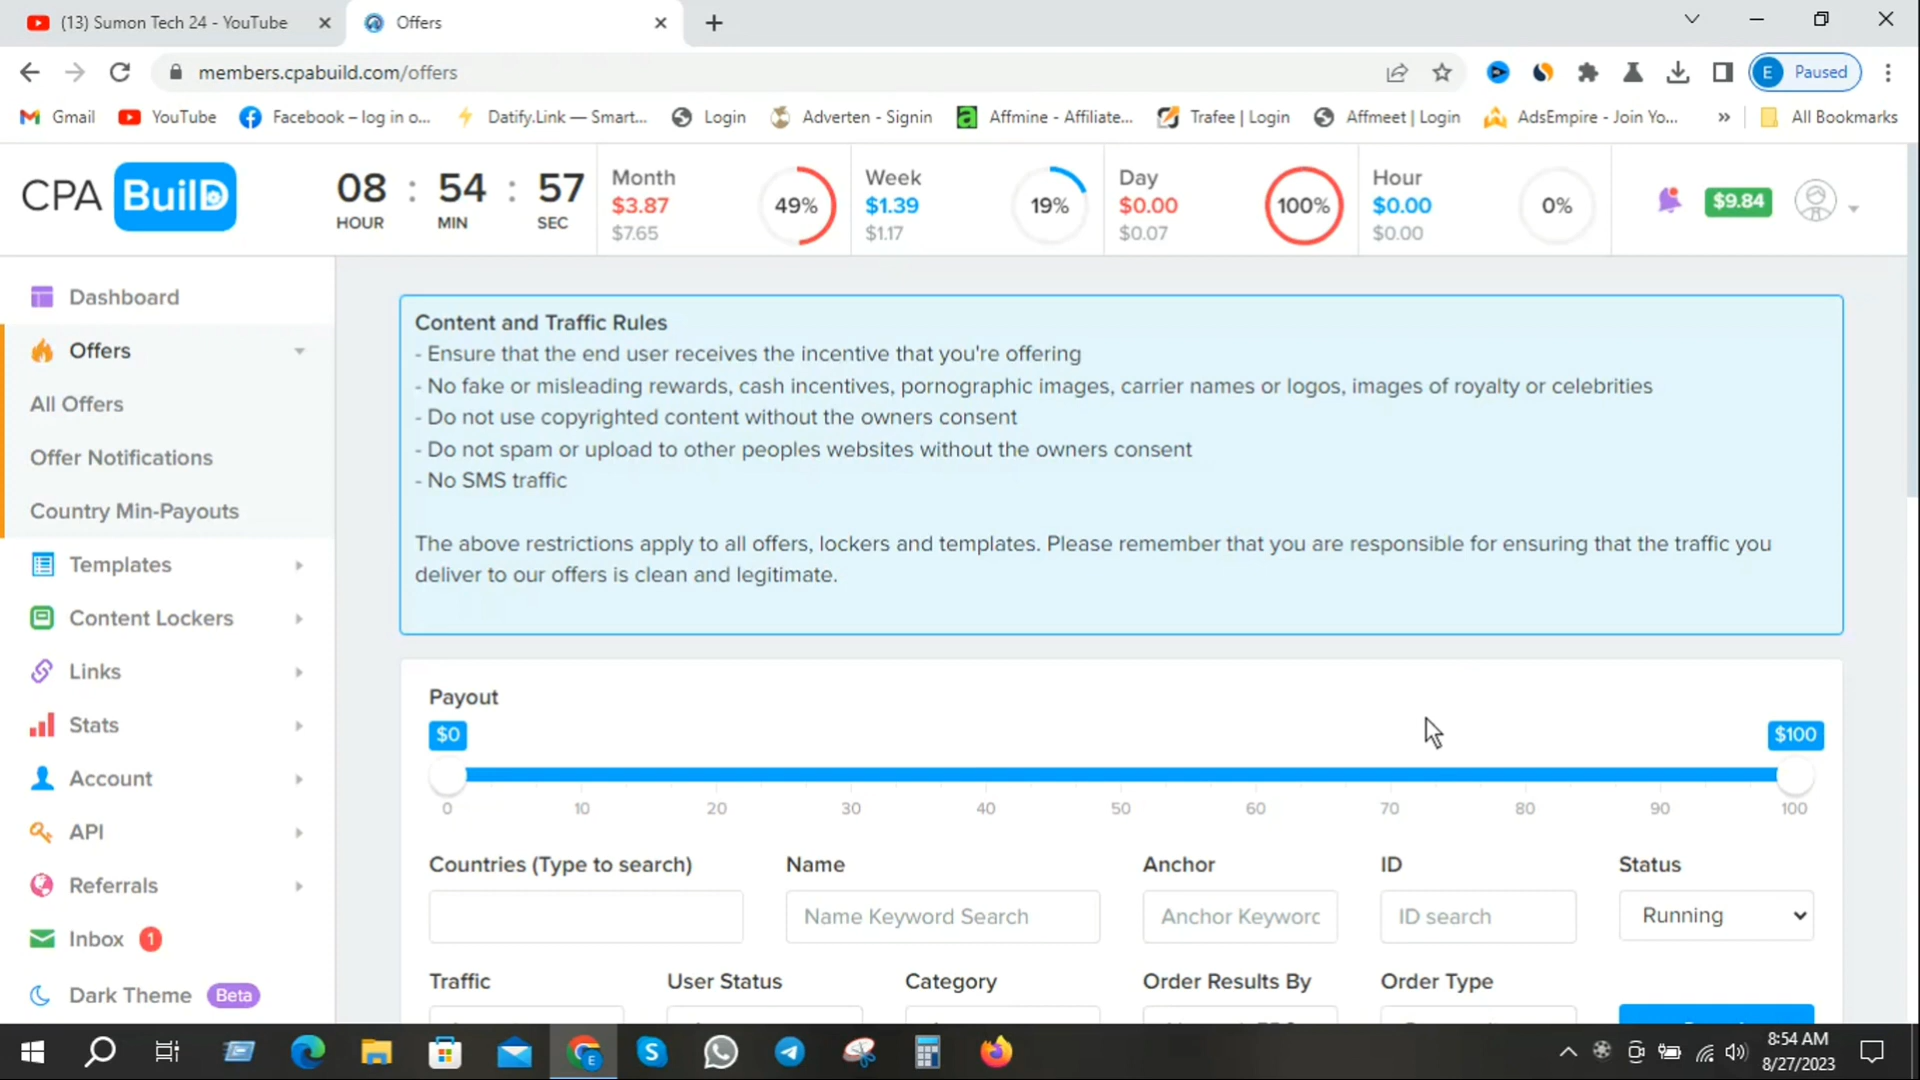 (13) Sumon Tech 24 - YouTube
Offers
members.cpabuild.com/offers
E Paused
Gmail
YouTube
Facebook – log in o...
Datify.Link — Smart...
Login
Adverten - Signin
Affmine - Affiliate...
Trafee | Login
Affmeet | Login
AdsEmpire - Join Yo...
»
All Bookmarks
CPA BuilD
08 : 54 : 57
HOUR MIN SEC
Month
$3.87
$7.65
49%
Week
$1.39
$1.17
19%
Day
$0.00
$0.07
100%
Hour
$0.00
$0.00
0%
$9.84
Dashboard
Offers
All Offers
Offer Notifications
Country Min-Payouts
Templates
Content Lockers
Links
Stats
Account
API
Referrals
Inbox 1
Dark Theme Beta
Content and Traffic Rules
- Ensure that the end user receives the incentive that you're offering
- No fake or misleading rewards, cash incentives, pornographic images, carrier names or logos, images of royalty or celebrities
- Do not use copyrighted content without the owners consent
- Do not spam or upload to other peoples websites without the owners consent
- No SMS traffic
The above restrictions apply to all offers, lockers and templates. Please remember that you are responsible for ensuring that the traffic you
deliver to our offers is clean and legitimate.
Payout
$0 $100
0 10 20 30 40 50 60 70 80 90 100
Countries (Type to search) Name Anchor ID Status
Name Keyword Search Anchor Keyword ID search Running
Traffic User Status Category Order Results By Order Type
8:54 AM
8/27/2023